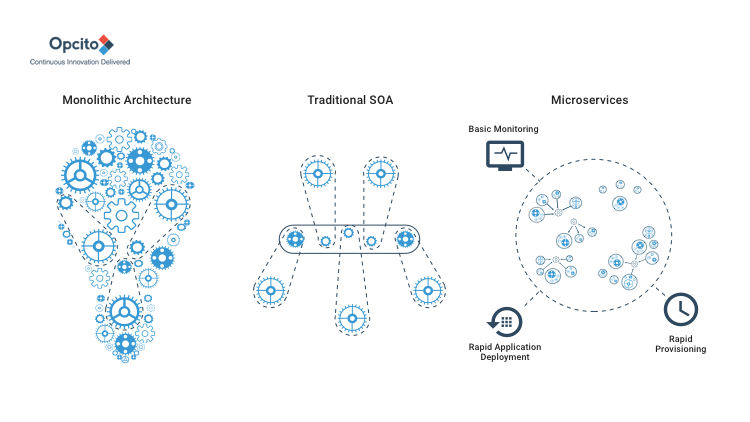 Opcito
Continuous Innovation Delivered
Monolithic Architecture
Traditional SOA
Microservices
Basic Monitoring
Rapid Application
Deployment
Rapid
Provisioning